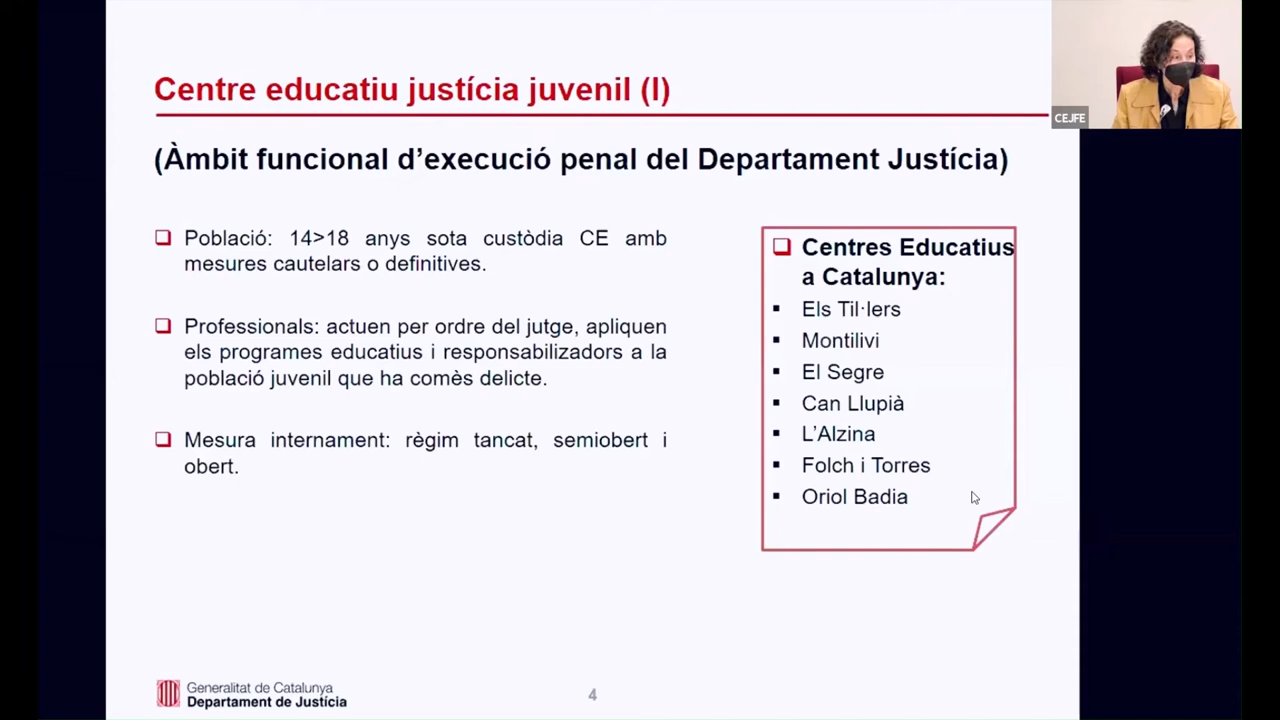 Centre educatiu justícia juvenil (I)
(Àmbit funcional d’execució penal del Departament Justícia)
Població: 14>18 anys sota custòdia CE amb
mesures cautelars o definitives.
Professionals: actuen per ordre del jutge, apliquen
els programes educatius i responsabilizadors a la
població juvenil que ha comès delicte.
Mesura internament: règim tancat, semiobert i
obert.
Centres Educatius
a Catalunya:
Els Til·lers
Montilivi
El Segre
Can Llupià
L’Alzina
Folch i Torres
Oriol Badia
CEJFE
Generalitat de Catalunya
Departament de Justícia
4